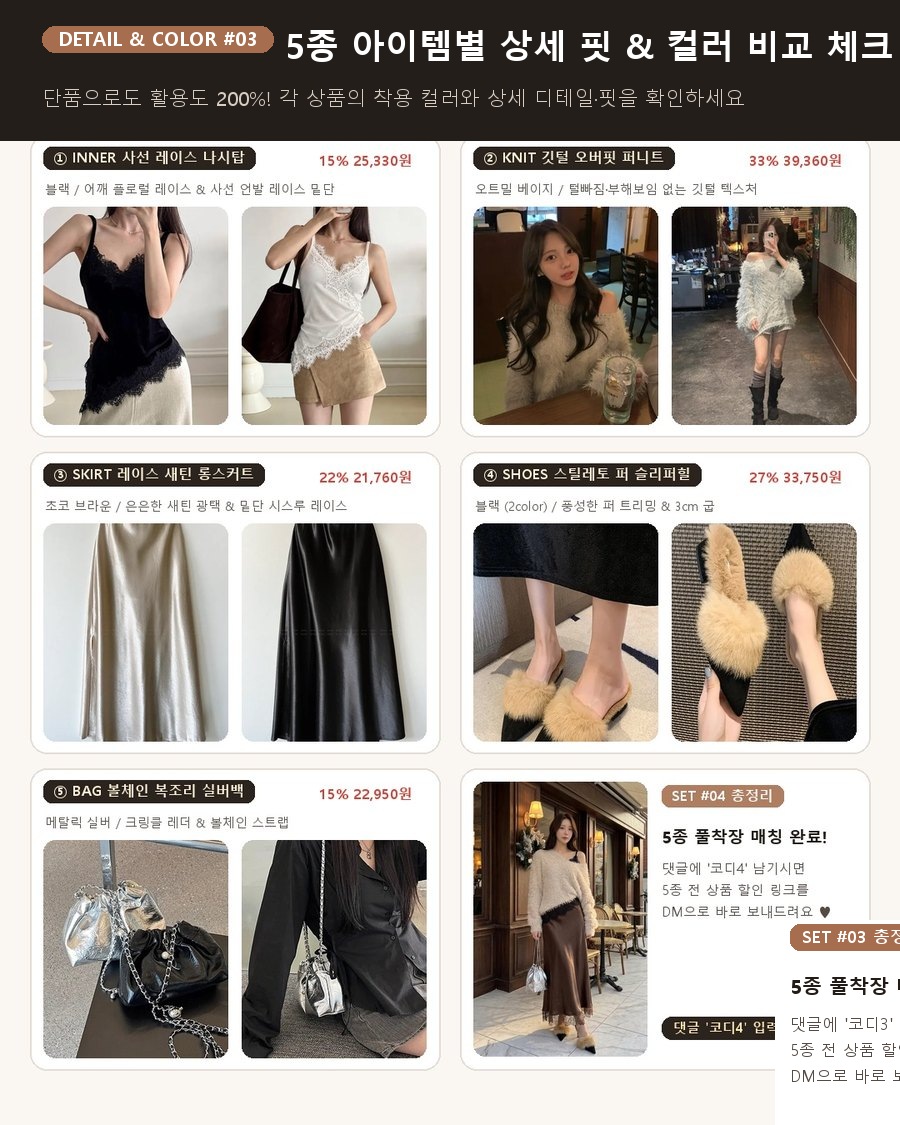 DETAIL & COLOR #03
5종 아이템별 상세 핏 & 컬러 비교 체크
단품으로도 활용도 200%! 각 상품의 착용 컬러와 상세 디테일·핏을 확인하세요
① INNER 사선 레이스 나시탑
15% 25,330원
블랙 / 어깨 플로럴 레이스 & 사선 언발 레이스 밑단
② KNIT 깃털 오버핏 퍼니트
33% 39,360원
오트밀 베이지 / 털빠짐·부해보임 없는 깃털 텍스처
③ SKIRT 레이스 새틴 롱스커트
22% 21,760원
초코 브라운 / 은은한 새틴 광택 & 밑단 시스루 레이스
④ SHOES 스틸레토 퍼 슬리퍼힐
27% 33,750원
블랙 (2color) / 풍성한 퍼 트리밍 & 3cm 굽
⑤ BAG 볼체인 복조리 실버백
15% 22,950원
메탈릭 실버 / 크링클 레더 & 볼체인 스트랩
SET #04 총정리
5종 풀착장 매칭 완료!
댓글에 '코디4' 남기시면
5종 전 상품 할인 링크를
DM으로 바로 보내드려요 ♥
댓글 '코디4' 입력
SET #03 총정
5종 풀착장
댓글에 '코디3'
5종 전 상품 할
DM으로 바로 보